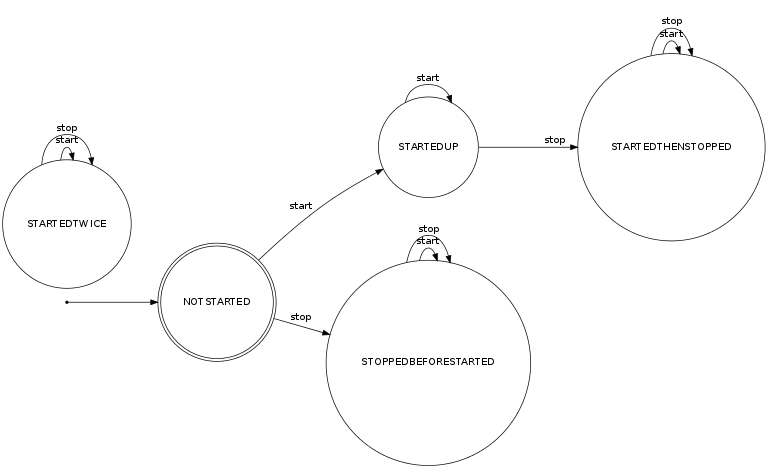 stop
start
STARTEDTWICE
NOTSTARTED
start
stop
start
STARTEDUP
stop
stop
start
STARTEDTHENSTOPPED
stop
start
STOPPEDBEFORESTARTED